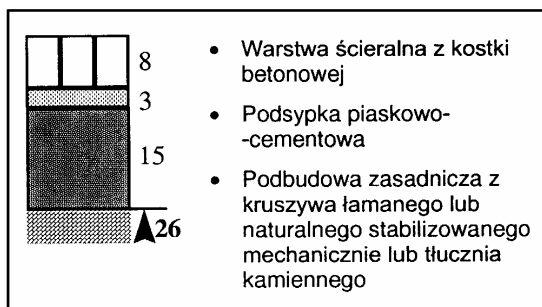 8
3
15
26
• Warstwa ścieralna z kostki
betonowej
• Podsypka piaskowo-
-cementowa
• Podbudowa zasadnicza z
kruszywa łamanego lub
naturalnego stabilizowanego
mechanicznie lub tłucznia
kamiennego